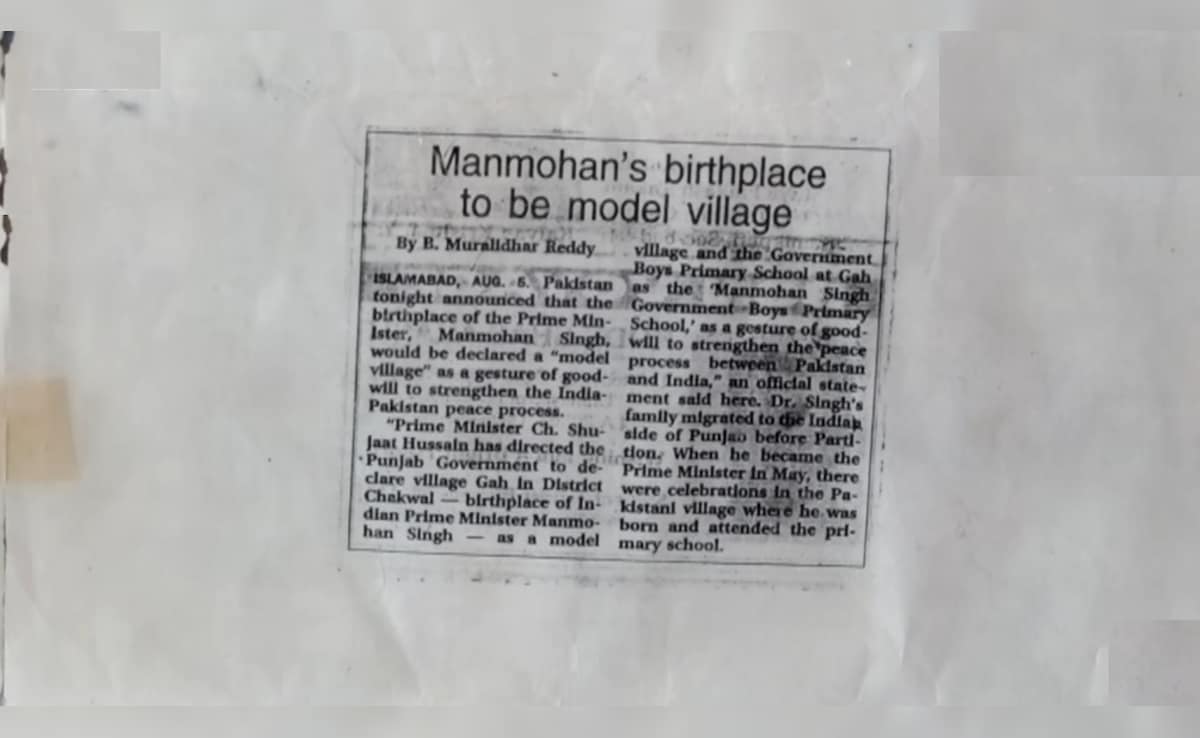 Manmohan's birthplace
to be model village
By B. Muralidhar Reddy
ISLAMABAD, AUG. 5. Pakistan
tonight announced that the
birthplace of the Prime Min-
ister, Manmohan Singh,
would be declared a "model
village" as a gesture of good-
will to strengthen the India-
Pakistan peace process.
"Prime Minister Ch. Shu-
jaat Hussain has directed the
Punjab Government to de-
clare village Gah in District
Chakwal — birthplace of In-
dian Prime Minister Manmo-
han Singh — as a model
village and the Government
Boys Primary School at Gah
as the 'Manmohan Singh
Government Boys Primary
School,' as a gesture of good-
will to strengthen the peace
process between Pakistan
and India," an official state-
ment said here. Dr. Singh's
family migrated to the Indian
side of Punjab before Parti-
tion. When he became the
Prime Minister in May, there
were celebrations in the Pa-
kistani village where he was
born and attended the pri-
mary school.